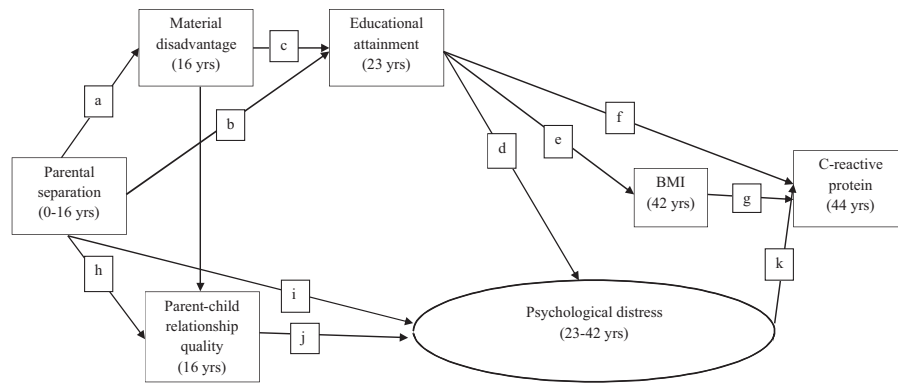 Material
disadvantage
(16 yrs)
c
Educational
attainment
(23 yrs)
a
b
f
d
e
Parental
separation
(0-16 yrs)
BMI
(42 yrs)
g
C-reactive
protein
(44 yrs)
h
i
k
Parent-child
relationship
quality
(16 yrs)
j
Psychological distress
(23-42 yrs)